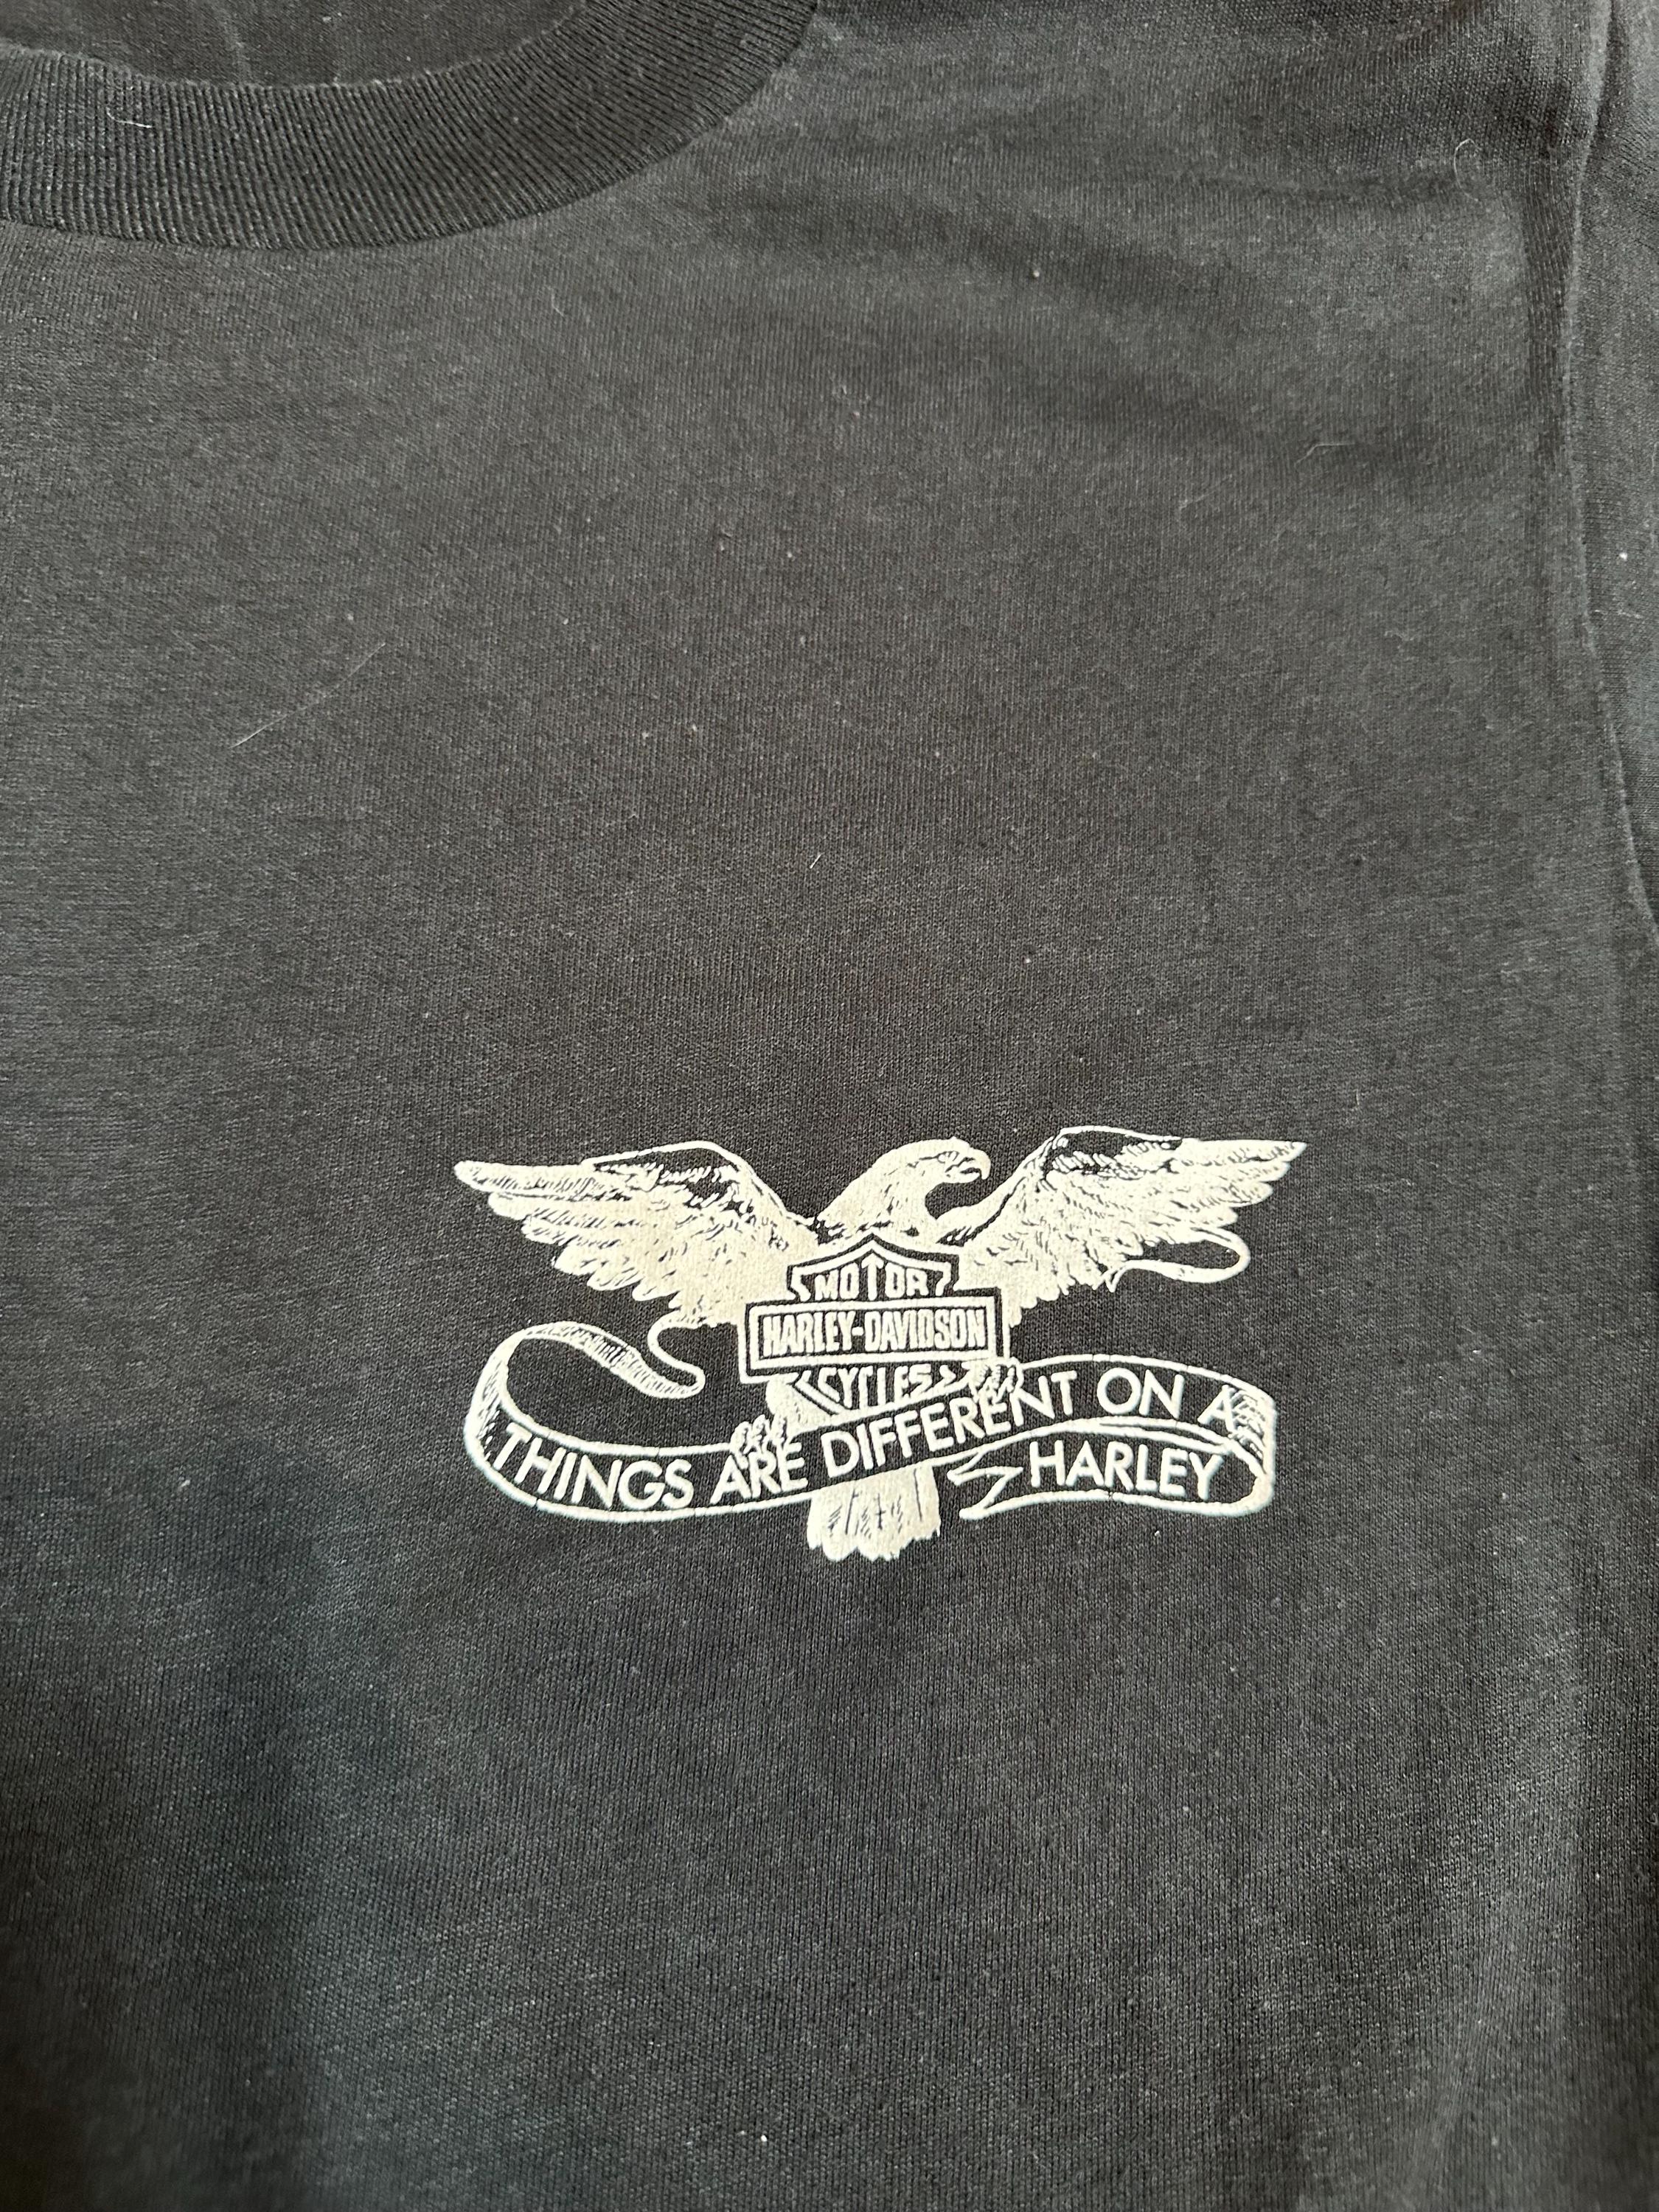 MOTOR
HARLEY-DAVIDSON
CYCLES
THINGS ARE DIFFERENT ON A
HARLEY